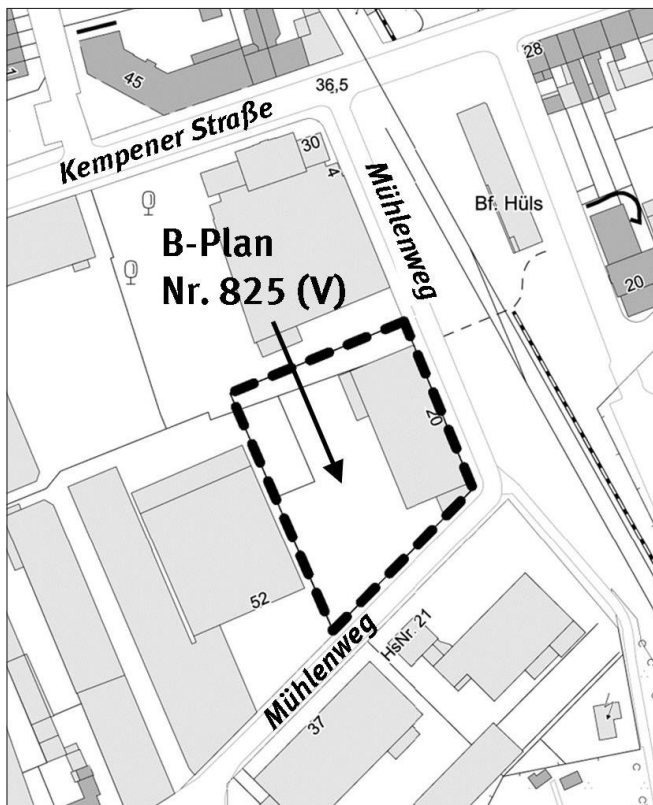 45
36,5
28
Kempener Straße
30
4
Mühlenweg
Bf. Hüls
20
B-Plan
Nr. 825 (V)
20
52
Mühlenweg
HsNr. 21
37